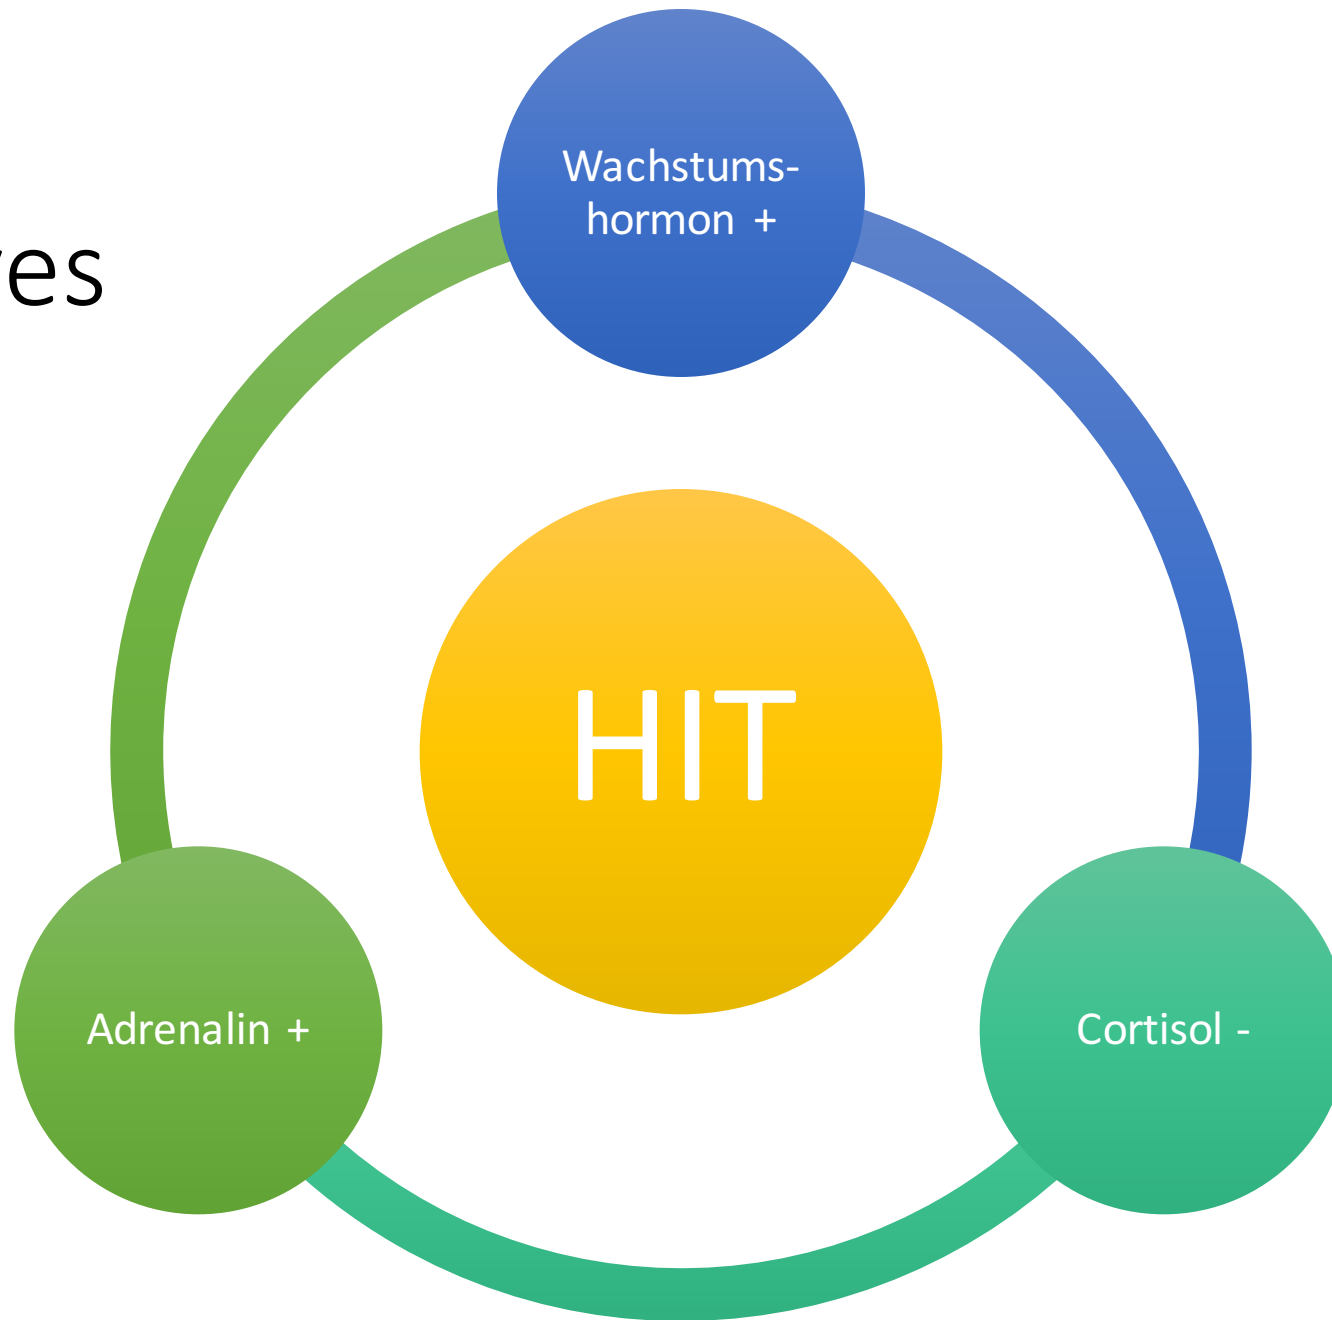 Wachstums-
hormon +
es
HIT
Adrenalin +
Cortisol -